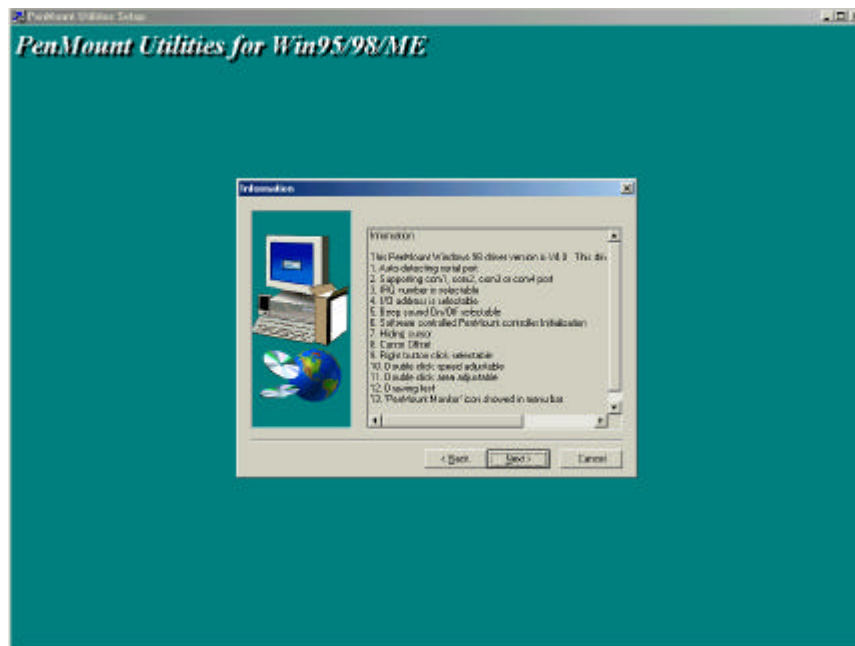 PenMount Utilities Setup
PenMount Utilities for Win95/98/ME
Information
Information
This PenMount Windows 98 driver version is V4.0 This
1. Auto detecting serial port
2. Supporting com1, com2, com3 or com4 port
3. IRQ number is selectable
4. I/O address is selectable
5. Beep sound On/Off selectable
6. Software controlled PenMount controller Initialization
7. Hiding cursor
8. Cursor Offset
9. Right button click selectable
10. Double click speed adjustable
11. Double click area adjustable
12. Drawing test
13. 'PenMount Monitor' icon showed in menu bar
< Back
Next >
Cancel